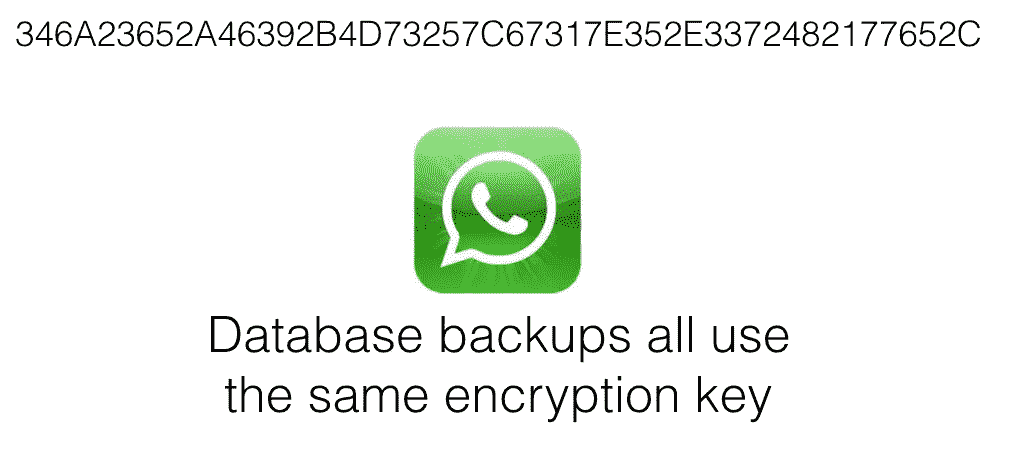 346A23652A46392B4D73257C67317E352E3372482177652C
Database backups all use
the same encryption key